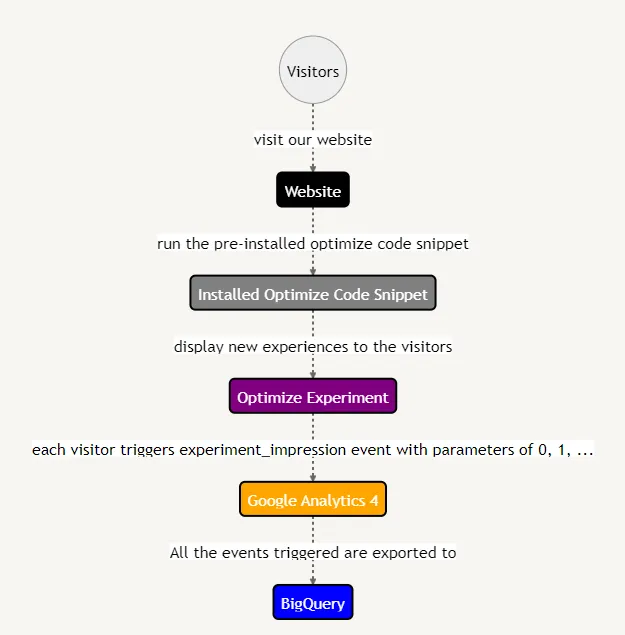 Visitors
visit our website
Website
run the pre-installed optimize code snippet
Installed Optimize Code Snippet
display new experiences to the visitors
Optimize Experiment
each visitor triggers experiment_impression event with parameters of 0, 1, ...
Google Analytics 4
All the events triggered are exported to
BigQuery